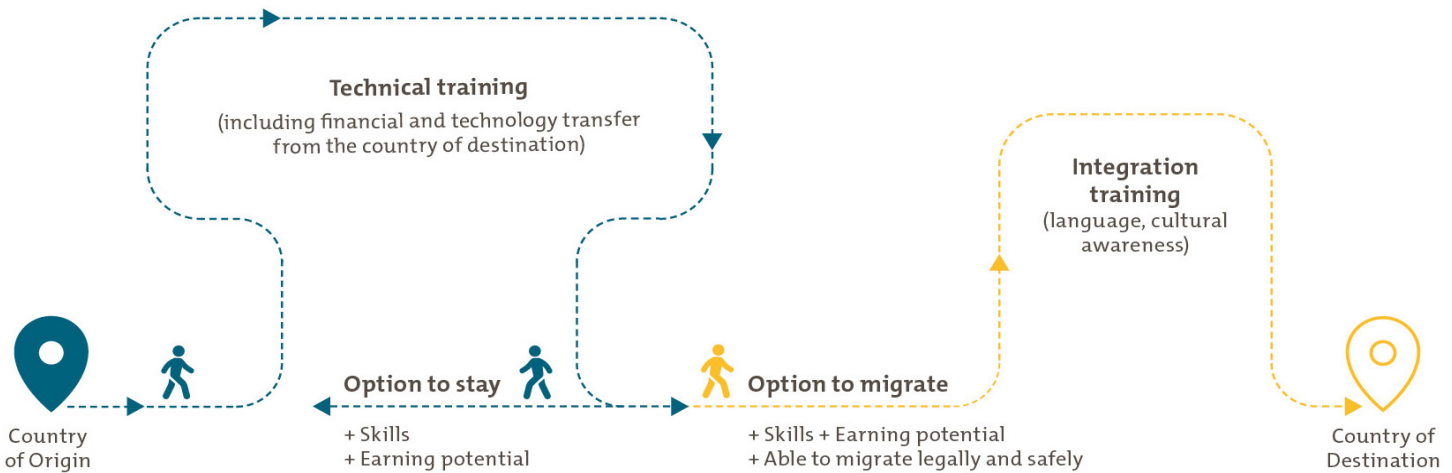 Technical training
(including financial and technology transfer
from the country of destination)
Integration
training
(language, cultural
awareness)
Country
of Origin
Option to stay
+ Skills
+ Earning potential
Option to migrate
+ Skills + Earning potential
+ Able to migrate legally and safely
Country of
Destination